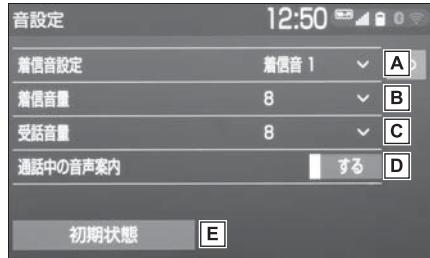 音設定 12:50
着信音設定 着信音 1 A
着信音量 8 B
受話音量 8 C
通話中の音声案内 する D
初期状態 E